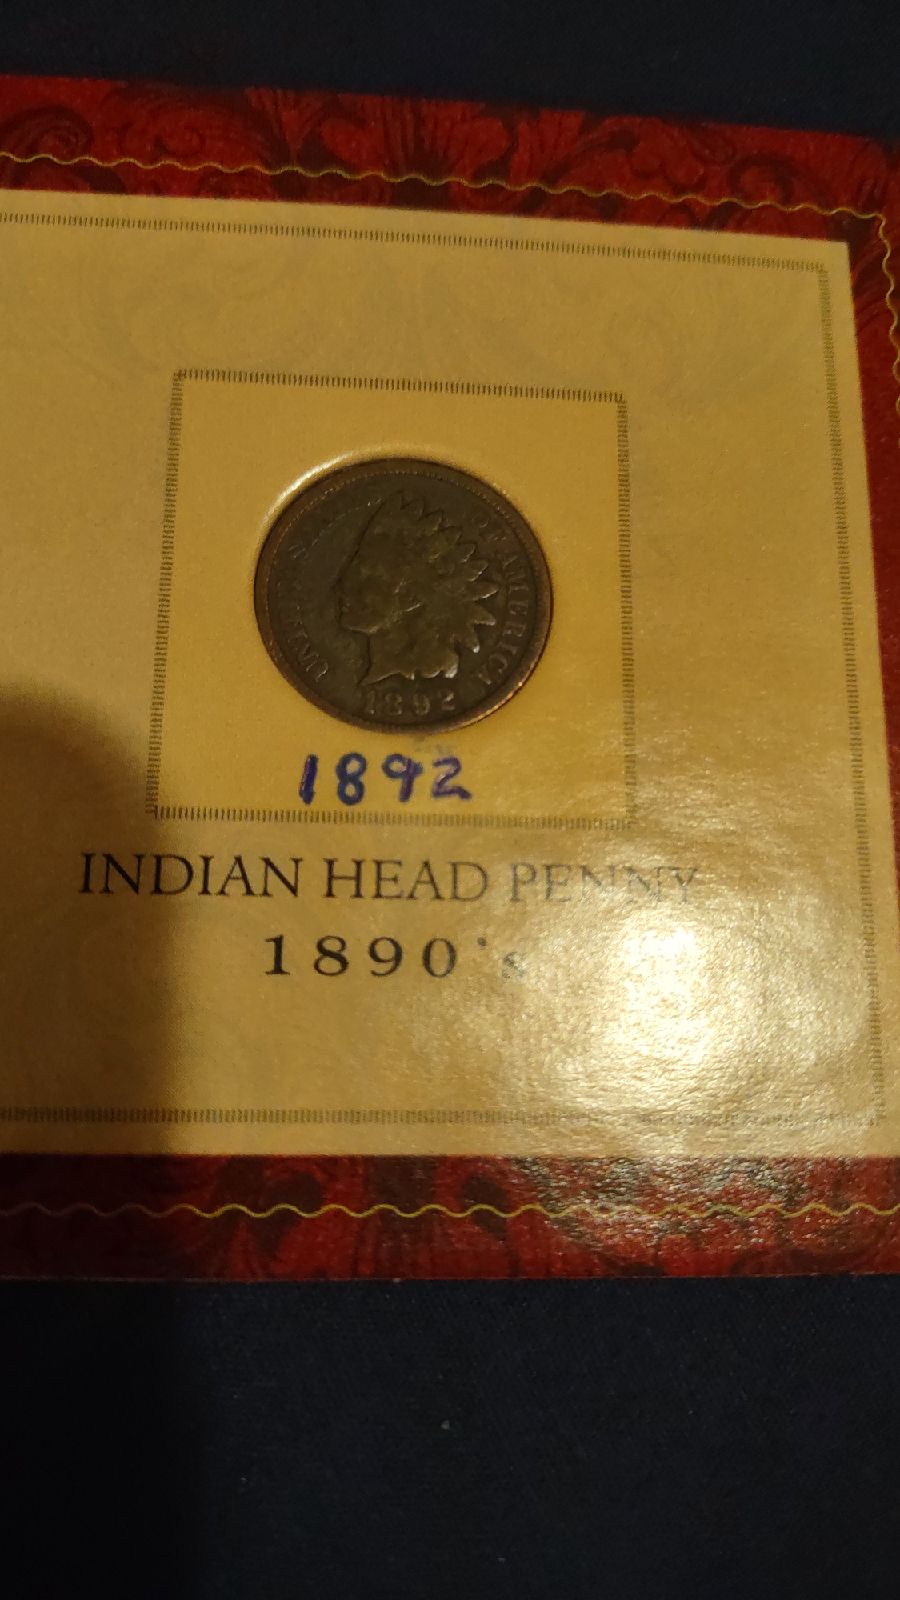 UNITED STATES OF AMERICA
1892
1892
INDIAN HEAD PENNY
1890's